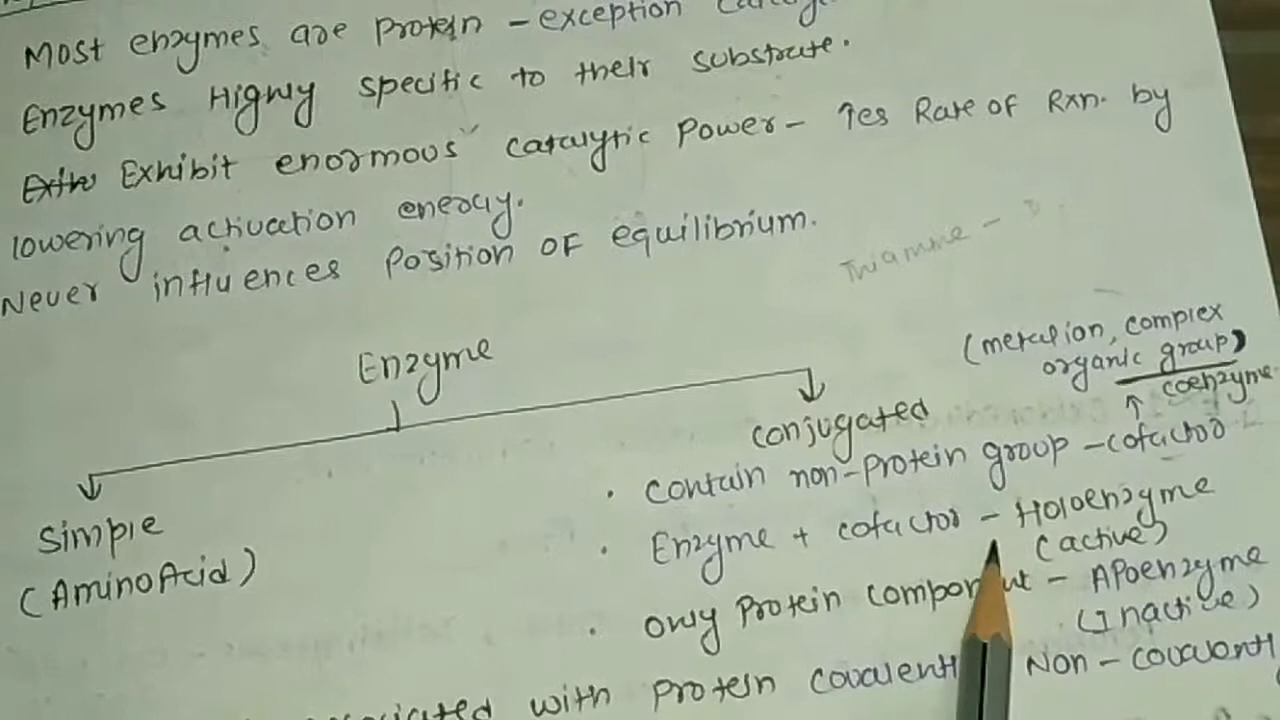 Most enzymes are protein - exception
Enzymes Highly specific to their substrate.
Exhibit enormous catalytic power - ↑es Rate of Rxn. by
lowering activation energy.
Never influences position of equilibrium.
Thiamine -
Enzyme
(metal ion, complex
organic group)
coenzyme
↑
Simple
(Amino Acid)
conjugated
. contain non-protein group - cofactor
. Enzyme + cofactor - Holoenzyme
(active)
. only protein component - Apoenzyme
(Inactive)
with protein covalent Non-covalent